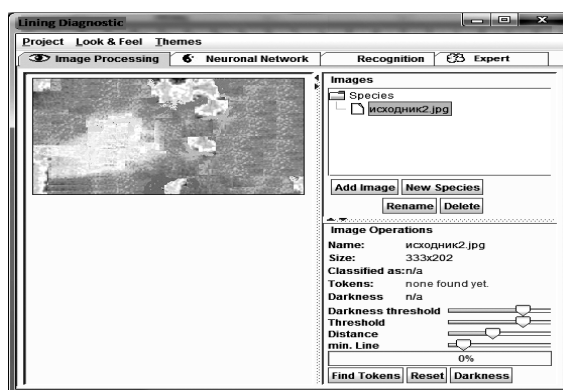 Lining Diagnostic
Project Look & Feel Themes
Image Processing Neuronal Network Recognition Expert
Images
Species
исходник2.jpg
Add Image New Species
Rename Delete
Image Operations
Name: исходник2.jpg
Size: 333x202
Classified as: n/a
Tokens: none found yet.
Darkness n/a
Darkness threshold
Threshold
Distance
min. Line
0%
Find Tokens Reset Darkness